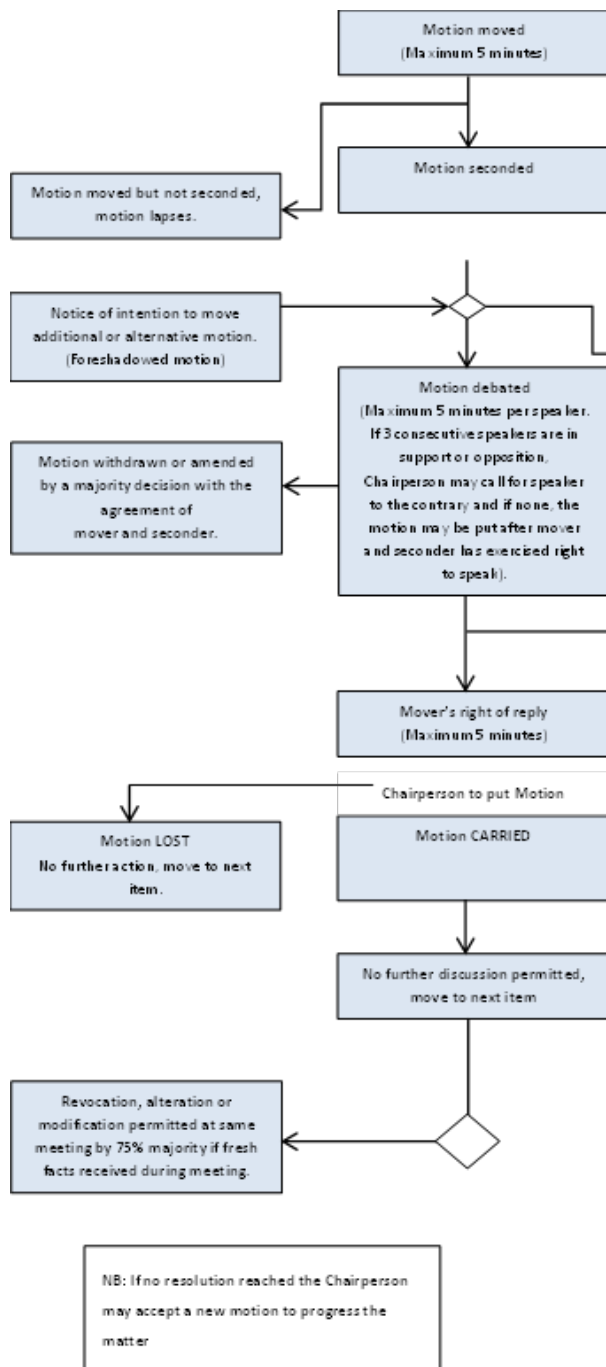 Motion moved
(Maximum 5 minutes)
Motion seconded
Motion moved but not seconded,
motion lapses.
Notice of intention to move
additional or alternative motion.
(Foreshadowed motion)
Motion debated
(Maximum 5 minutes per speaker.
If 3 consecutive speakers are in
support or opposition,
Chairperson may call for speaker
to the contrary and if none, the
motion may be put after mover
and seconder has exercised right
to speak).
Motion withdrawn or amended
by a majority decision with the
agreement of
mover and seconder.
Mover's right of reply
(Maximum 5 minutes)
Chairperson to put Motion
Motion LOST
No further action, move to next
item.
Motion CARRIED
No further discussion permitted,
move to next item
Revocation, alteration or
modification permitted at same
meeting by 75% majority if fresh
facts received during meeting.
NB: If no resolution reached the Chairperson
may accept a new motion to progress the
matter